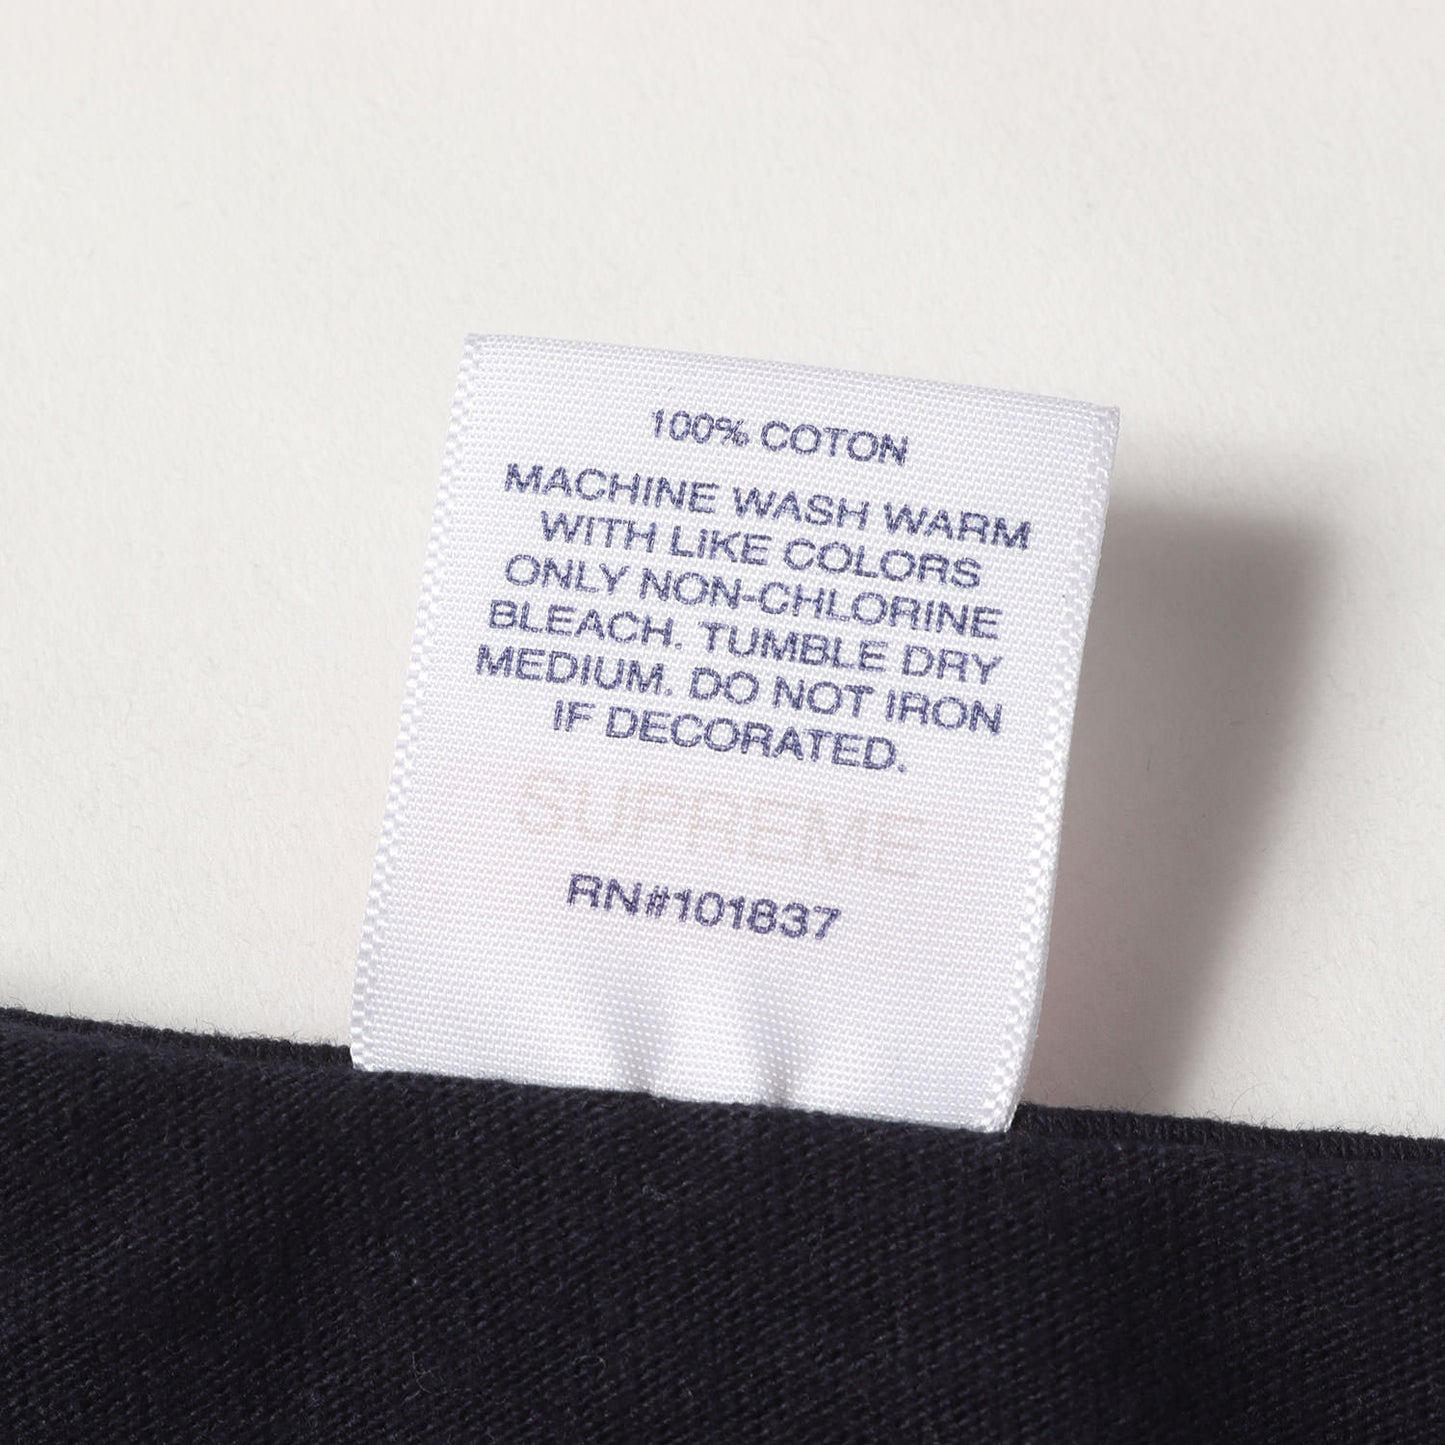 100% COTON
MACHINE WASH WARM
WITH LIKE COLORS
ONLY NON-CHLORINE
BLEACH. TUMBLE DRY
MEDIUM. DO NOT IRON
IF DECORATED.
SUPREME
RN#101837